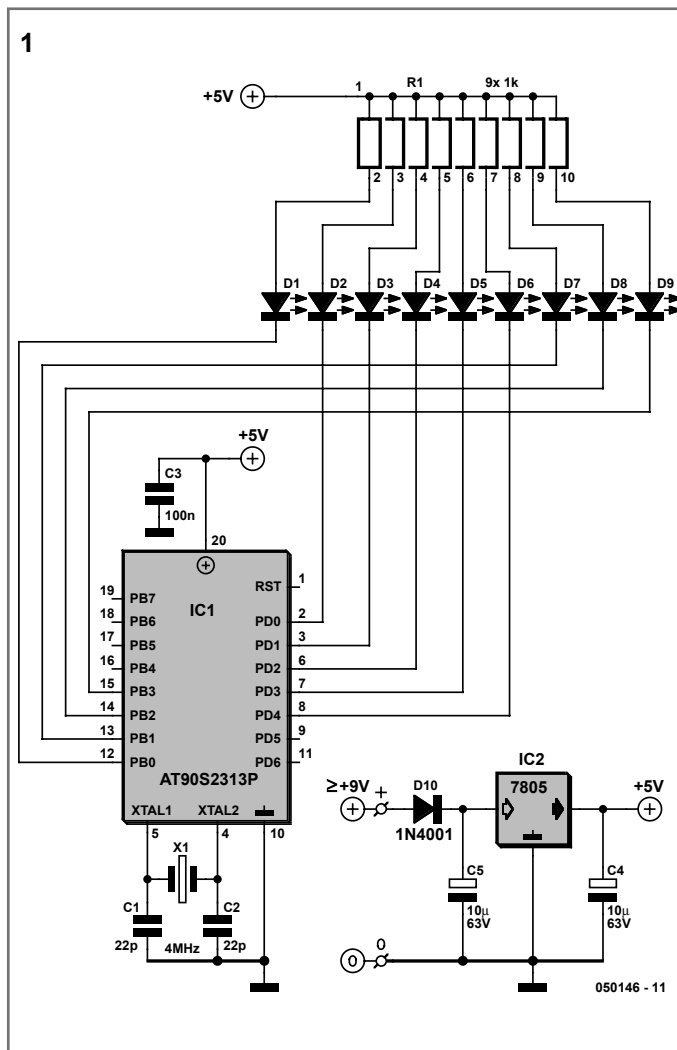 1
+5V
1
R1
9x 1k
2 3 4 5 6 7 8 9 10
D1 D2 D3 D4 D5 D6 D7 D8 D9
+5V
C3
100n
20
IC1
RST 1
19 PB7
18 PB6
17 PB5
16 PB4
15 PB3
14 PB2
13 PB1
12 PB0
PD0 2
PD1 3
PD2 6
PD3 7
PD4 8
PD5 9
PD6 11
AT90S2313P
XTAL1
XTAL2
5 4 10
X1
C1
C2
22p
4MHz
22p
IC2
≥+9V
+
D10
1N4001
7805
+5V
C5
10µ
63V
C4
10µ
63V
0
0
050146 - 11